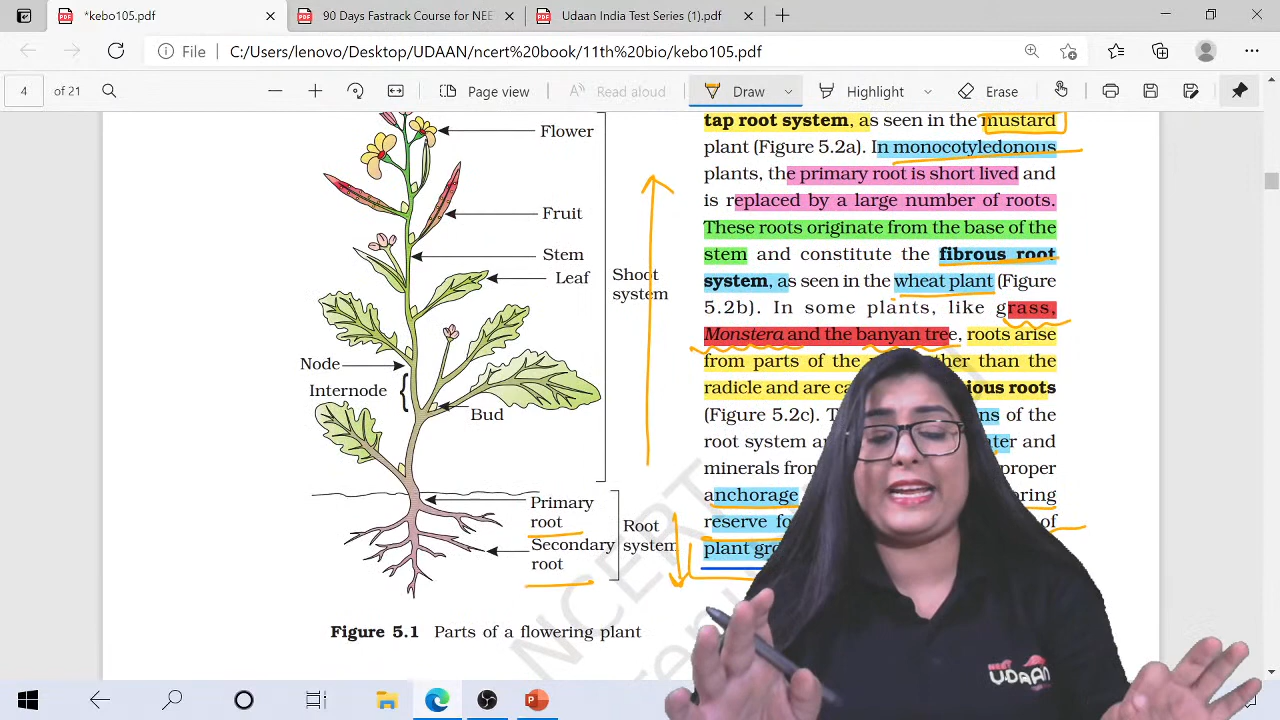 *kebo105.pdf
90 Days Fastrack Course for NEE
Udaan India Test Series (1).pdf
File
C:/Users/lenovo/Desktop/UDAAN/ncert%20book/11th%20bio/kebo105.pdf
4 of 21
Page view
Read aloud
Draw
Highlight
Erase
Flower
Fruit
Stem
Leaf
Shoot
system
Node
Internode
Bud
Primary
root
Secondary
root
Root
system
Figure 5.1 Parts of a flowering plant
tap root system, as seen in the mustard
plant (Figure 5.2a). In monocotyledonous
plants, the primary root is short lived and
is replaced by a large number of roots.
These roots originate from the base of the
stem and constitute the fibrous root
system, as seen in the wheat plant (Figure
5.2b). In some plants, like grass,
Monstera and the banyan tree, roots arise
from parts of the than the
radicle and are roots
(Figure 5.2c). of the
root system and
minerals proper
anchorage
reserve of
plant
NCERT
NEET
UDAAN